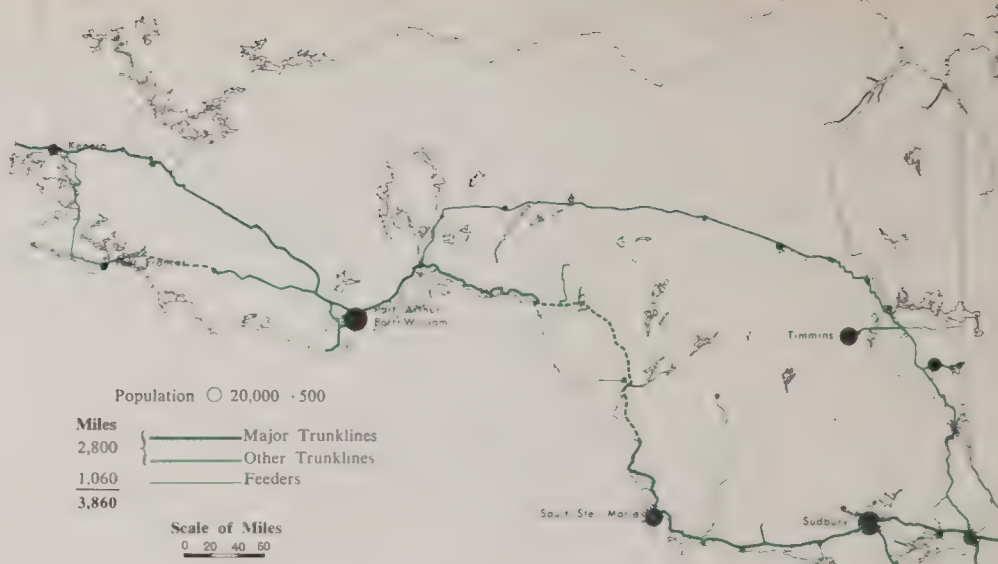 Kenora
Port Arthur
Fort William
Timmins
Population 20,000 · 500
Miles
2,800
Major Trunklines
Other Trunklines
1,060
Feeders
3,860
Sault Ste. Marie
Sudbury
Scale of Miles
0 20 40 60